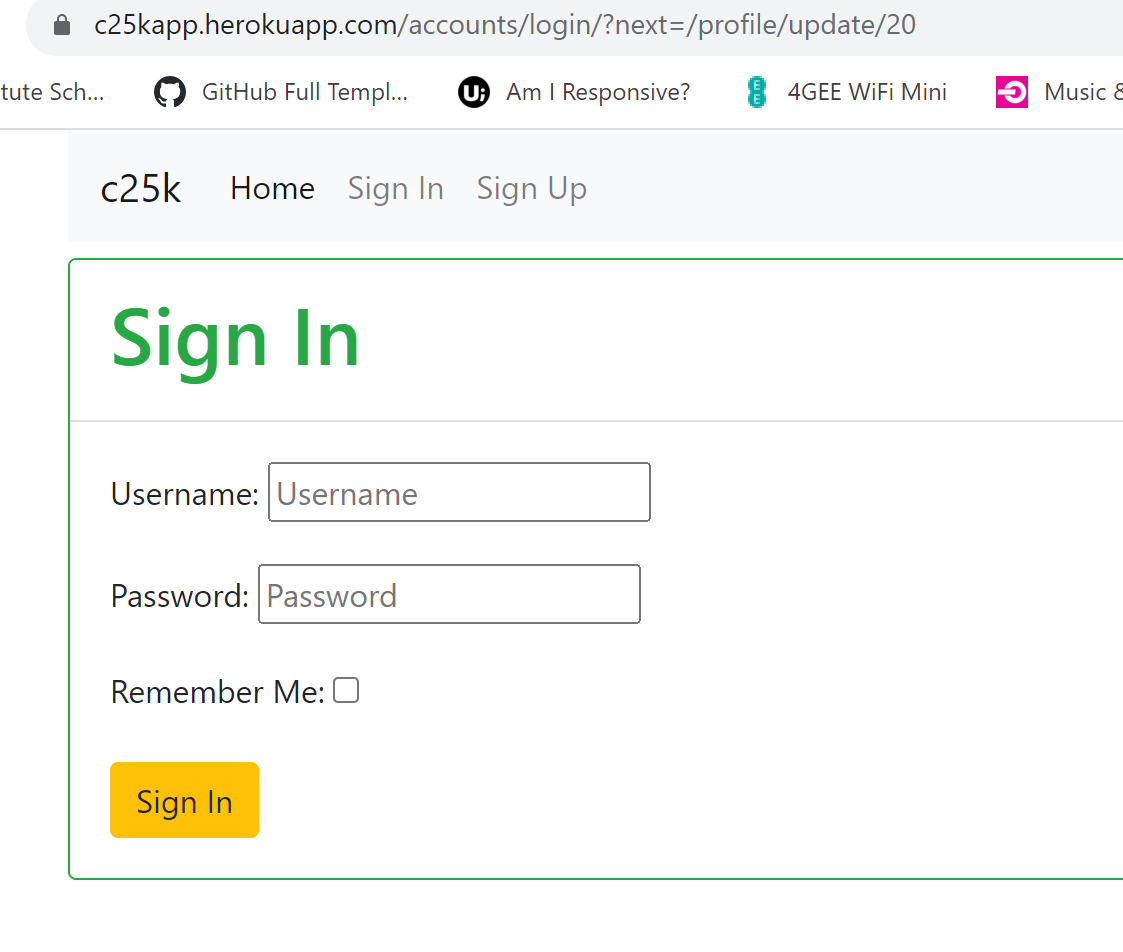 c25kapp.herokuapp.com/accounts/login/?next=/profile/update/20
tute Sch... GitHub Full Templ... U; Am I Responsive? EE 4GEE WiFi Mini Music &
c25k Home Sign In Sign Up
Sign In
Username: Username
Password: Password
Remember Me:
Sign In